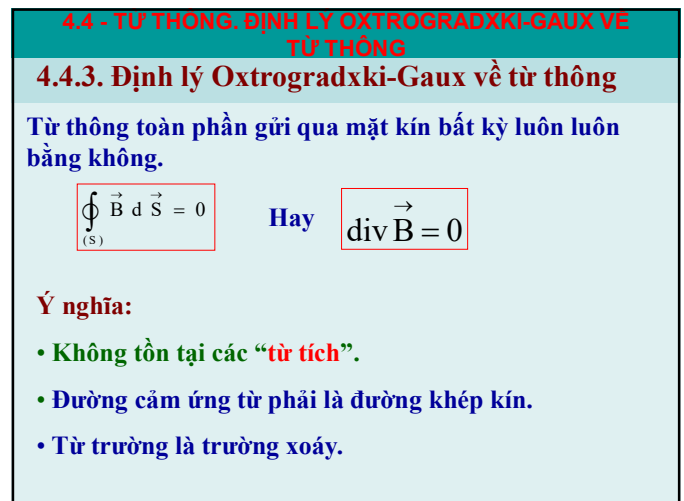 4.4 - TỪ THÔNG. ĐỊNH LÝ OXTROGRADXKI-GAUX VỀ
TỪ THÔNG
4.4.3. Định lý Oxtrogradxki-Gaux về từ thông
Từ thông toàn phần gửi qua mặt kín bất kỳ luôn luôn
bằng không.
∮_(S) B⃗ d S⃗ = 0 Hay div B⃗ = 0
Ý nghĩa:
• Không tồn tại các “từ tích”.
• Đường cảm ứng từ phải là đường khép kín.
• Từ trường là trường xoáy.